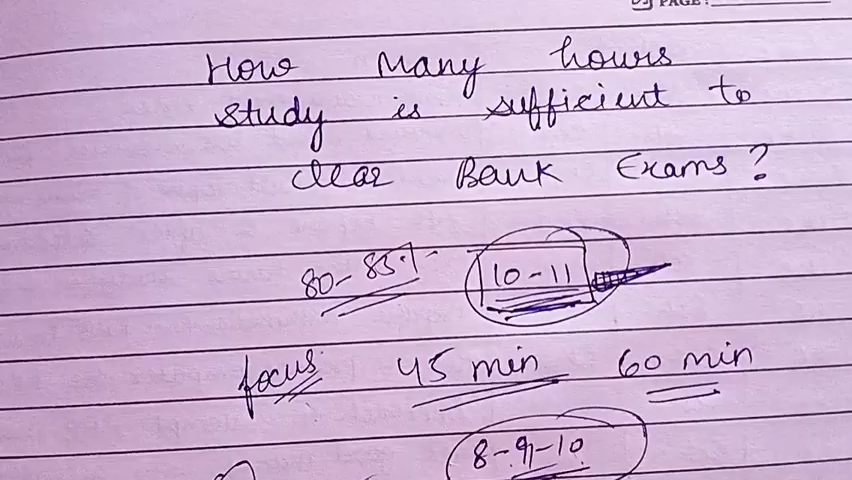 PAGE:
How Many hours
study is sufficient to
clear Bank Exams?
80-85%- 10-11
focus 45 min 60 min
8-9-10